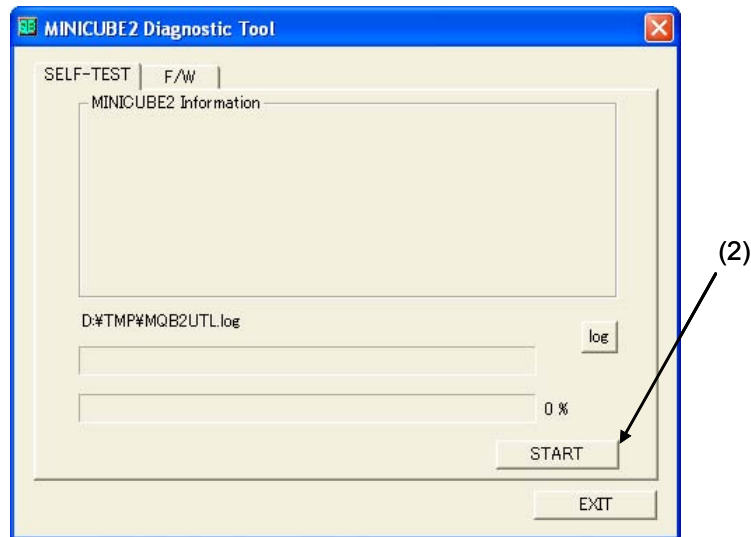 MINICUBE2 Diagnostic Tool
SELF-TEST
F/W
MINICUBE2 Information
(2)
D:¥TMP¥MQB2UTL.log
log
0 %
START
EXIT